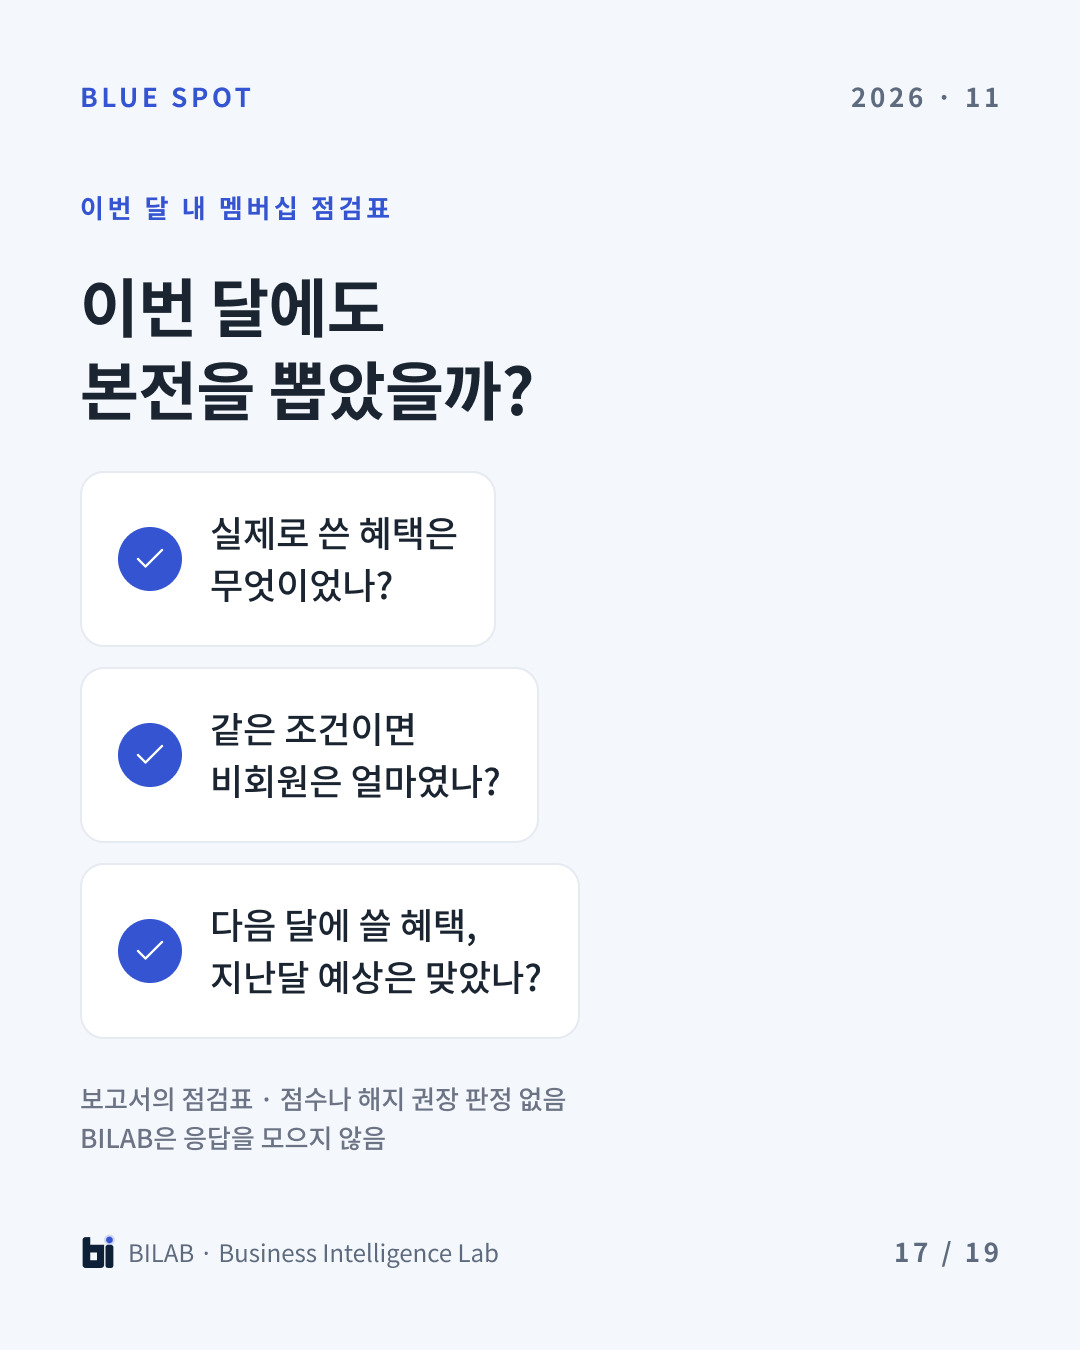 BLUE SPOT
2026 · 11
이번 달 내 멤버십 점검표
이번 달에도
본전을 뽑았을까?
실제로 쓴 혜택은
무엇이었나?
같은 조건이면
비회원은 얼마였나?
다음 달에 쓸 혜택,
지난달 예상은 맞았나?
보고서의 점검표 · 점수나 해지 권장 판정 없음
BILAB은 응답을 모으지 않음
bi BILAB · Business Intelligence Lab
17 / 19